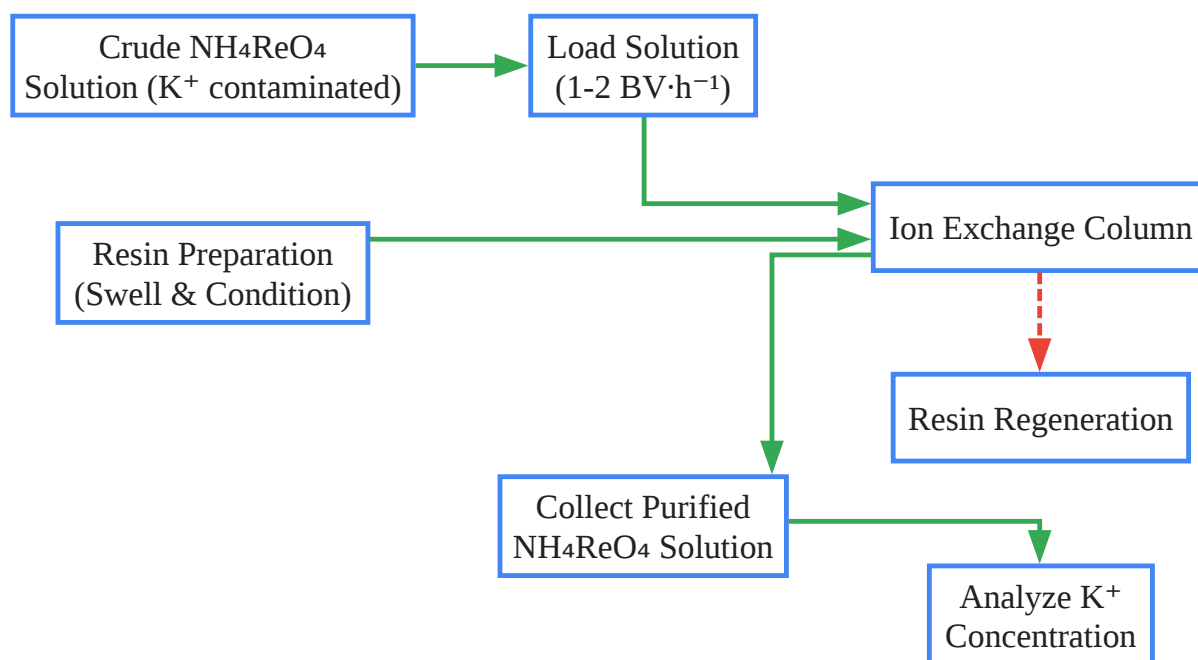 Crude NH₄ReO₄
Solution (K⁺ contaminated)
Load Solution
(1-2 BV·h⁻¹)
Ion Exchange Column
Resin Preparation
(Swell & Condition)
Resin Regeneration
Collect Purified
NH₄ReO₄ Solution
Analyze K⁺
Concentration